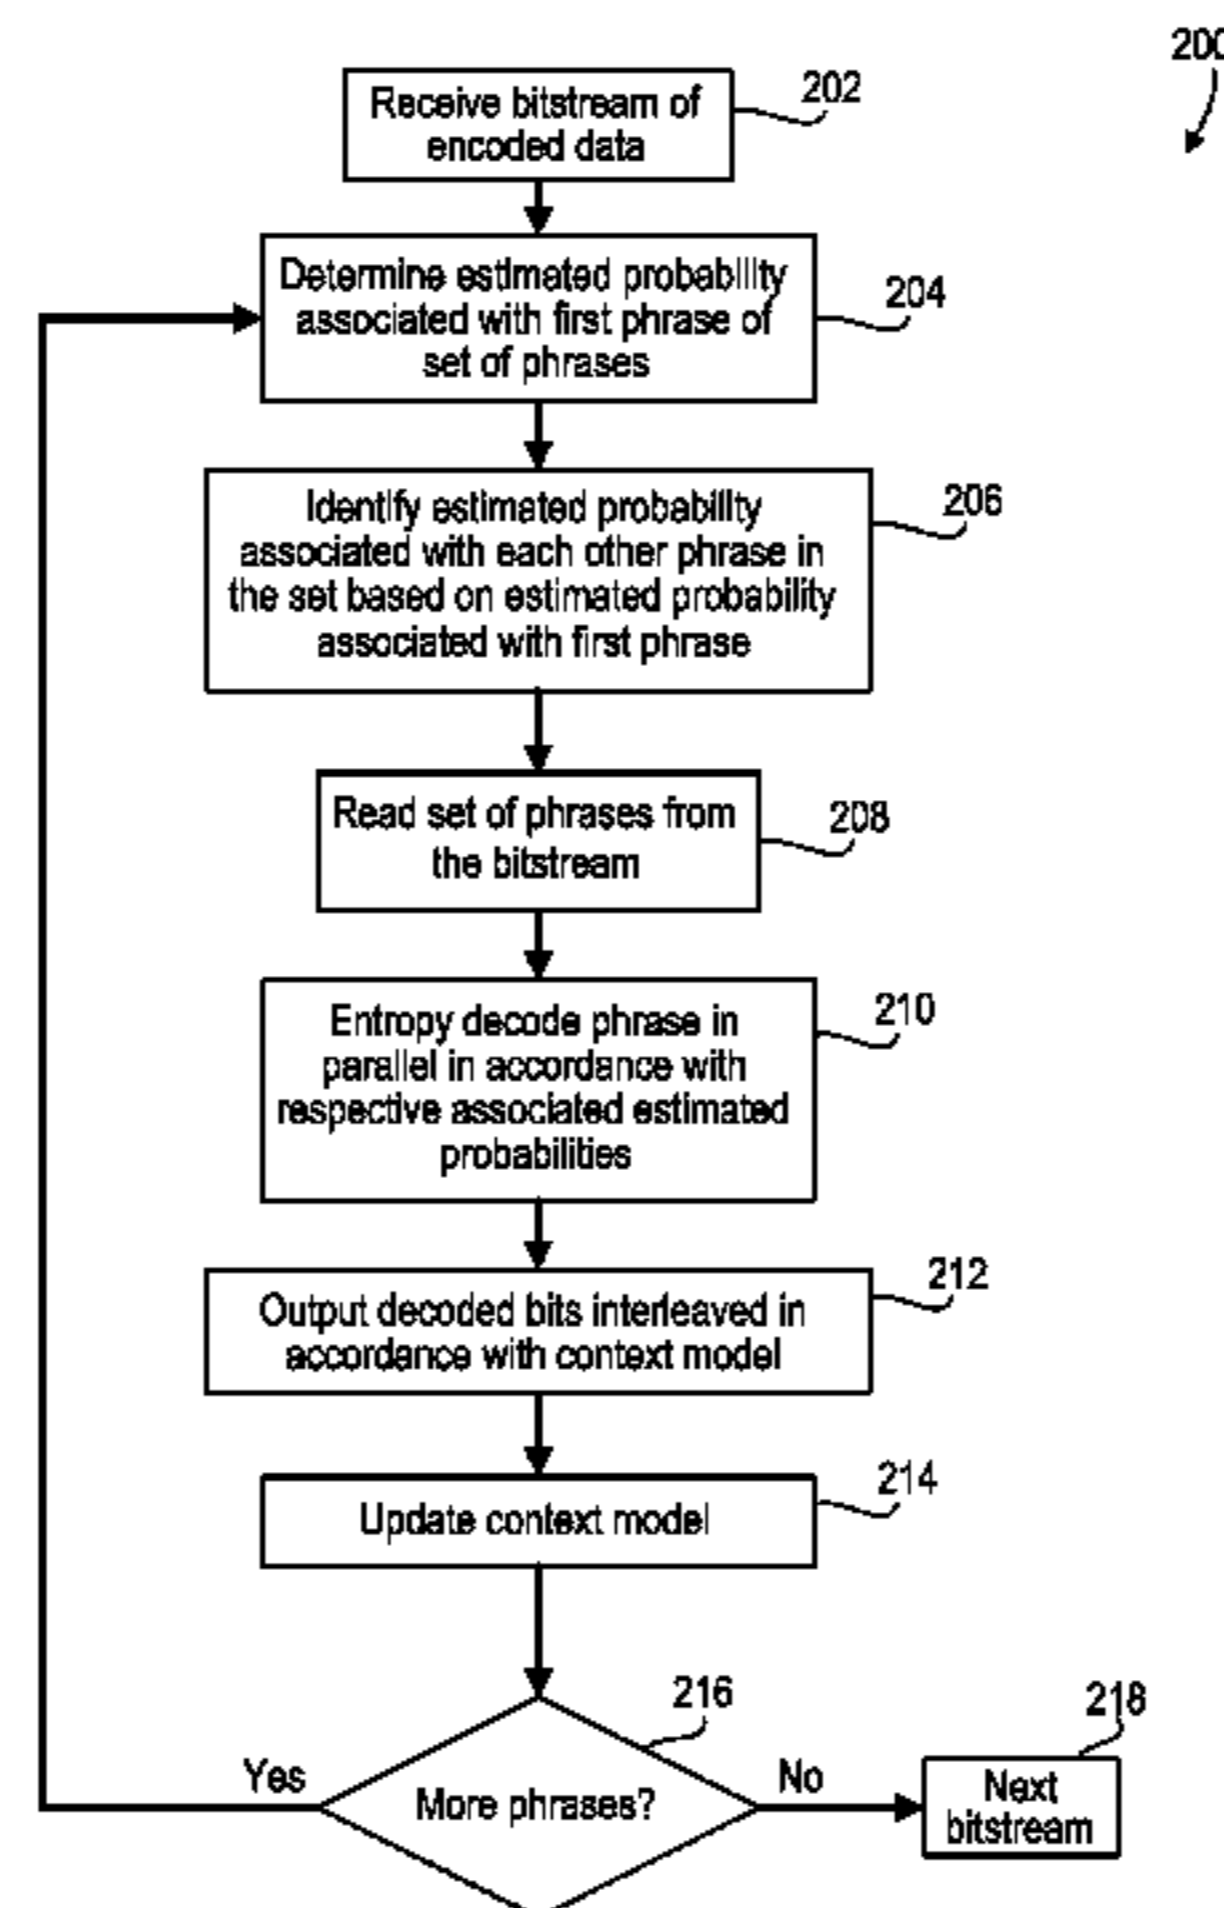 200
Receive bitstream of
encoded data
202
Determine estimated probability
associated with first phrase of
set of phrases
204
Identify estimated probability
associated with each other phrase in
the set based on estimated probability
associated with first phrase
206
Read set of phrases from
the bitstream
208
Entropy decode phrase in
parallel in accordance with
respective associated estimated
probabilities
210
Output decoded bits interleaved in
accordance with context model
212
Update context model
214
216
218
Yes
More phrases?
No
Next
bitstream